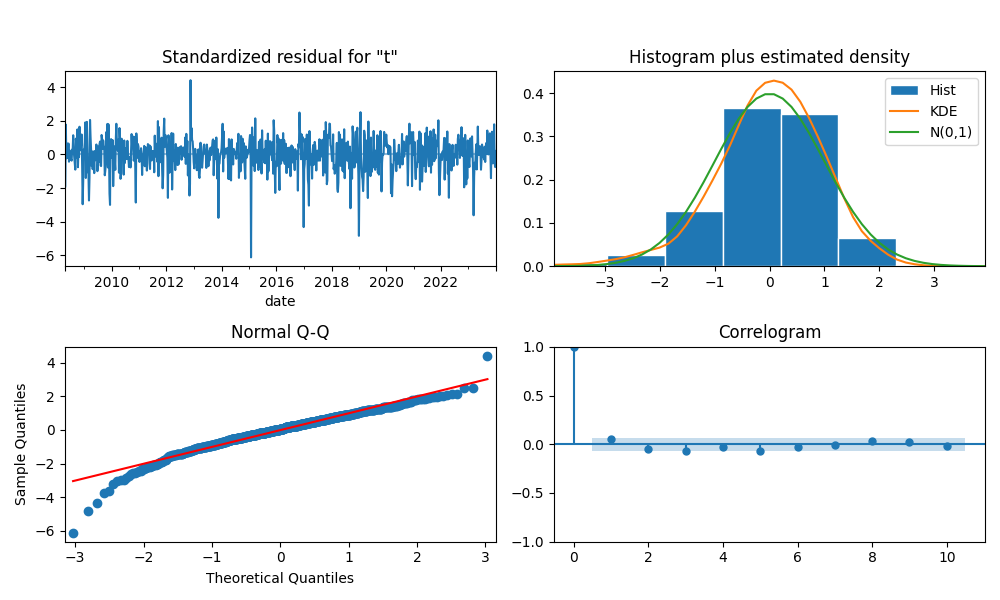 Standardized residual for "t"
4
2
0
−2
−4
−6
2010 2012 2014 2016 2018 2020 2022
date
Histogram plus estimated density
Hist
KDE
N(0,1)
0.4
0.3
0.2
0.1
0.0
−3 −2 −1 0 1 2 3
Normal Q-Q
Sample Quantiles
4
2
0
−2
−4
−6
−3 −2 −1 0 1 2 3
Theoretical Quantiles
Correlogram
1.0
0.5
0.0
−0.5
−1.0
0 2 4 6 8 10